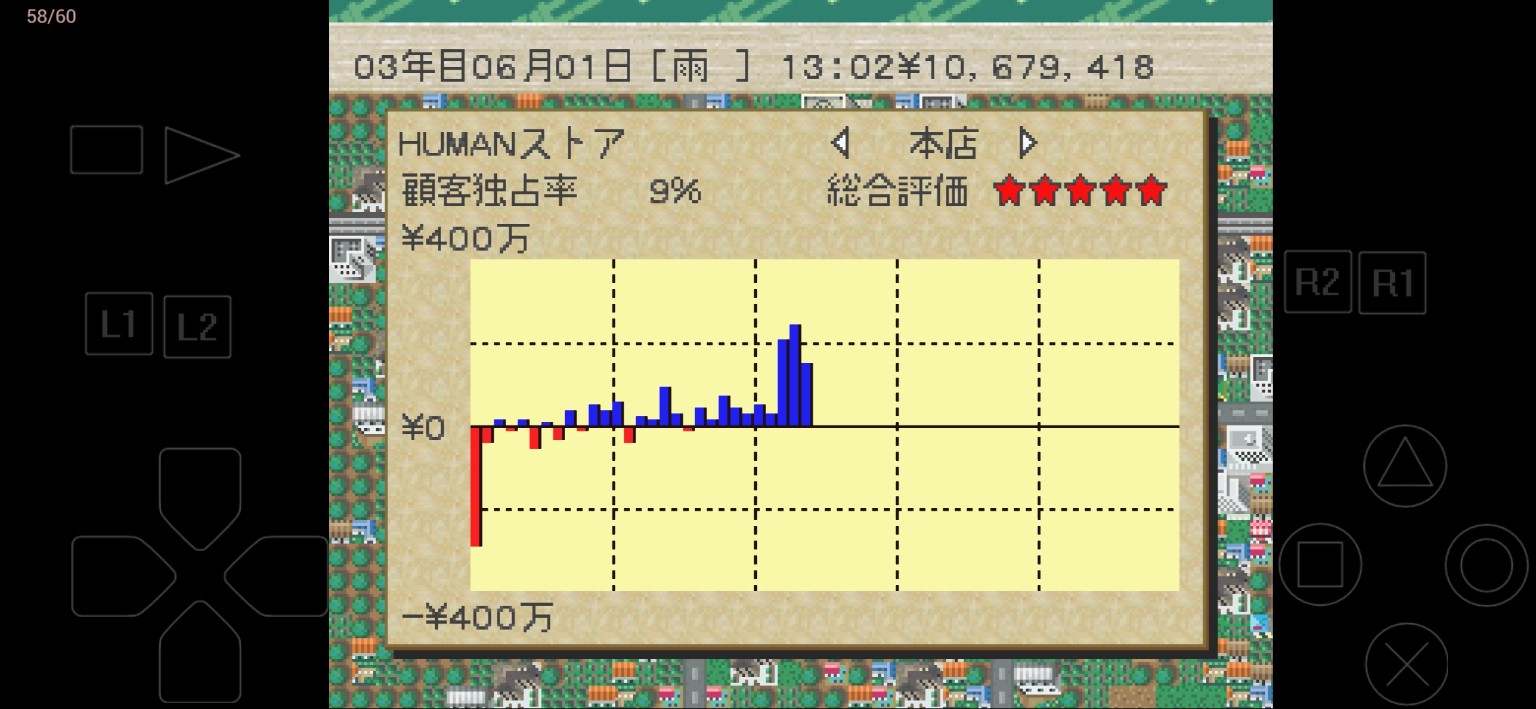 58/60
03年目06月01日[雨 ] 13:02¥10,679,418
HUMANストア 本店
顧客独占率 9% 総合評価 ★★★★★
¥400万
¥0
-¥400万
L1 L2
R2 R1